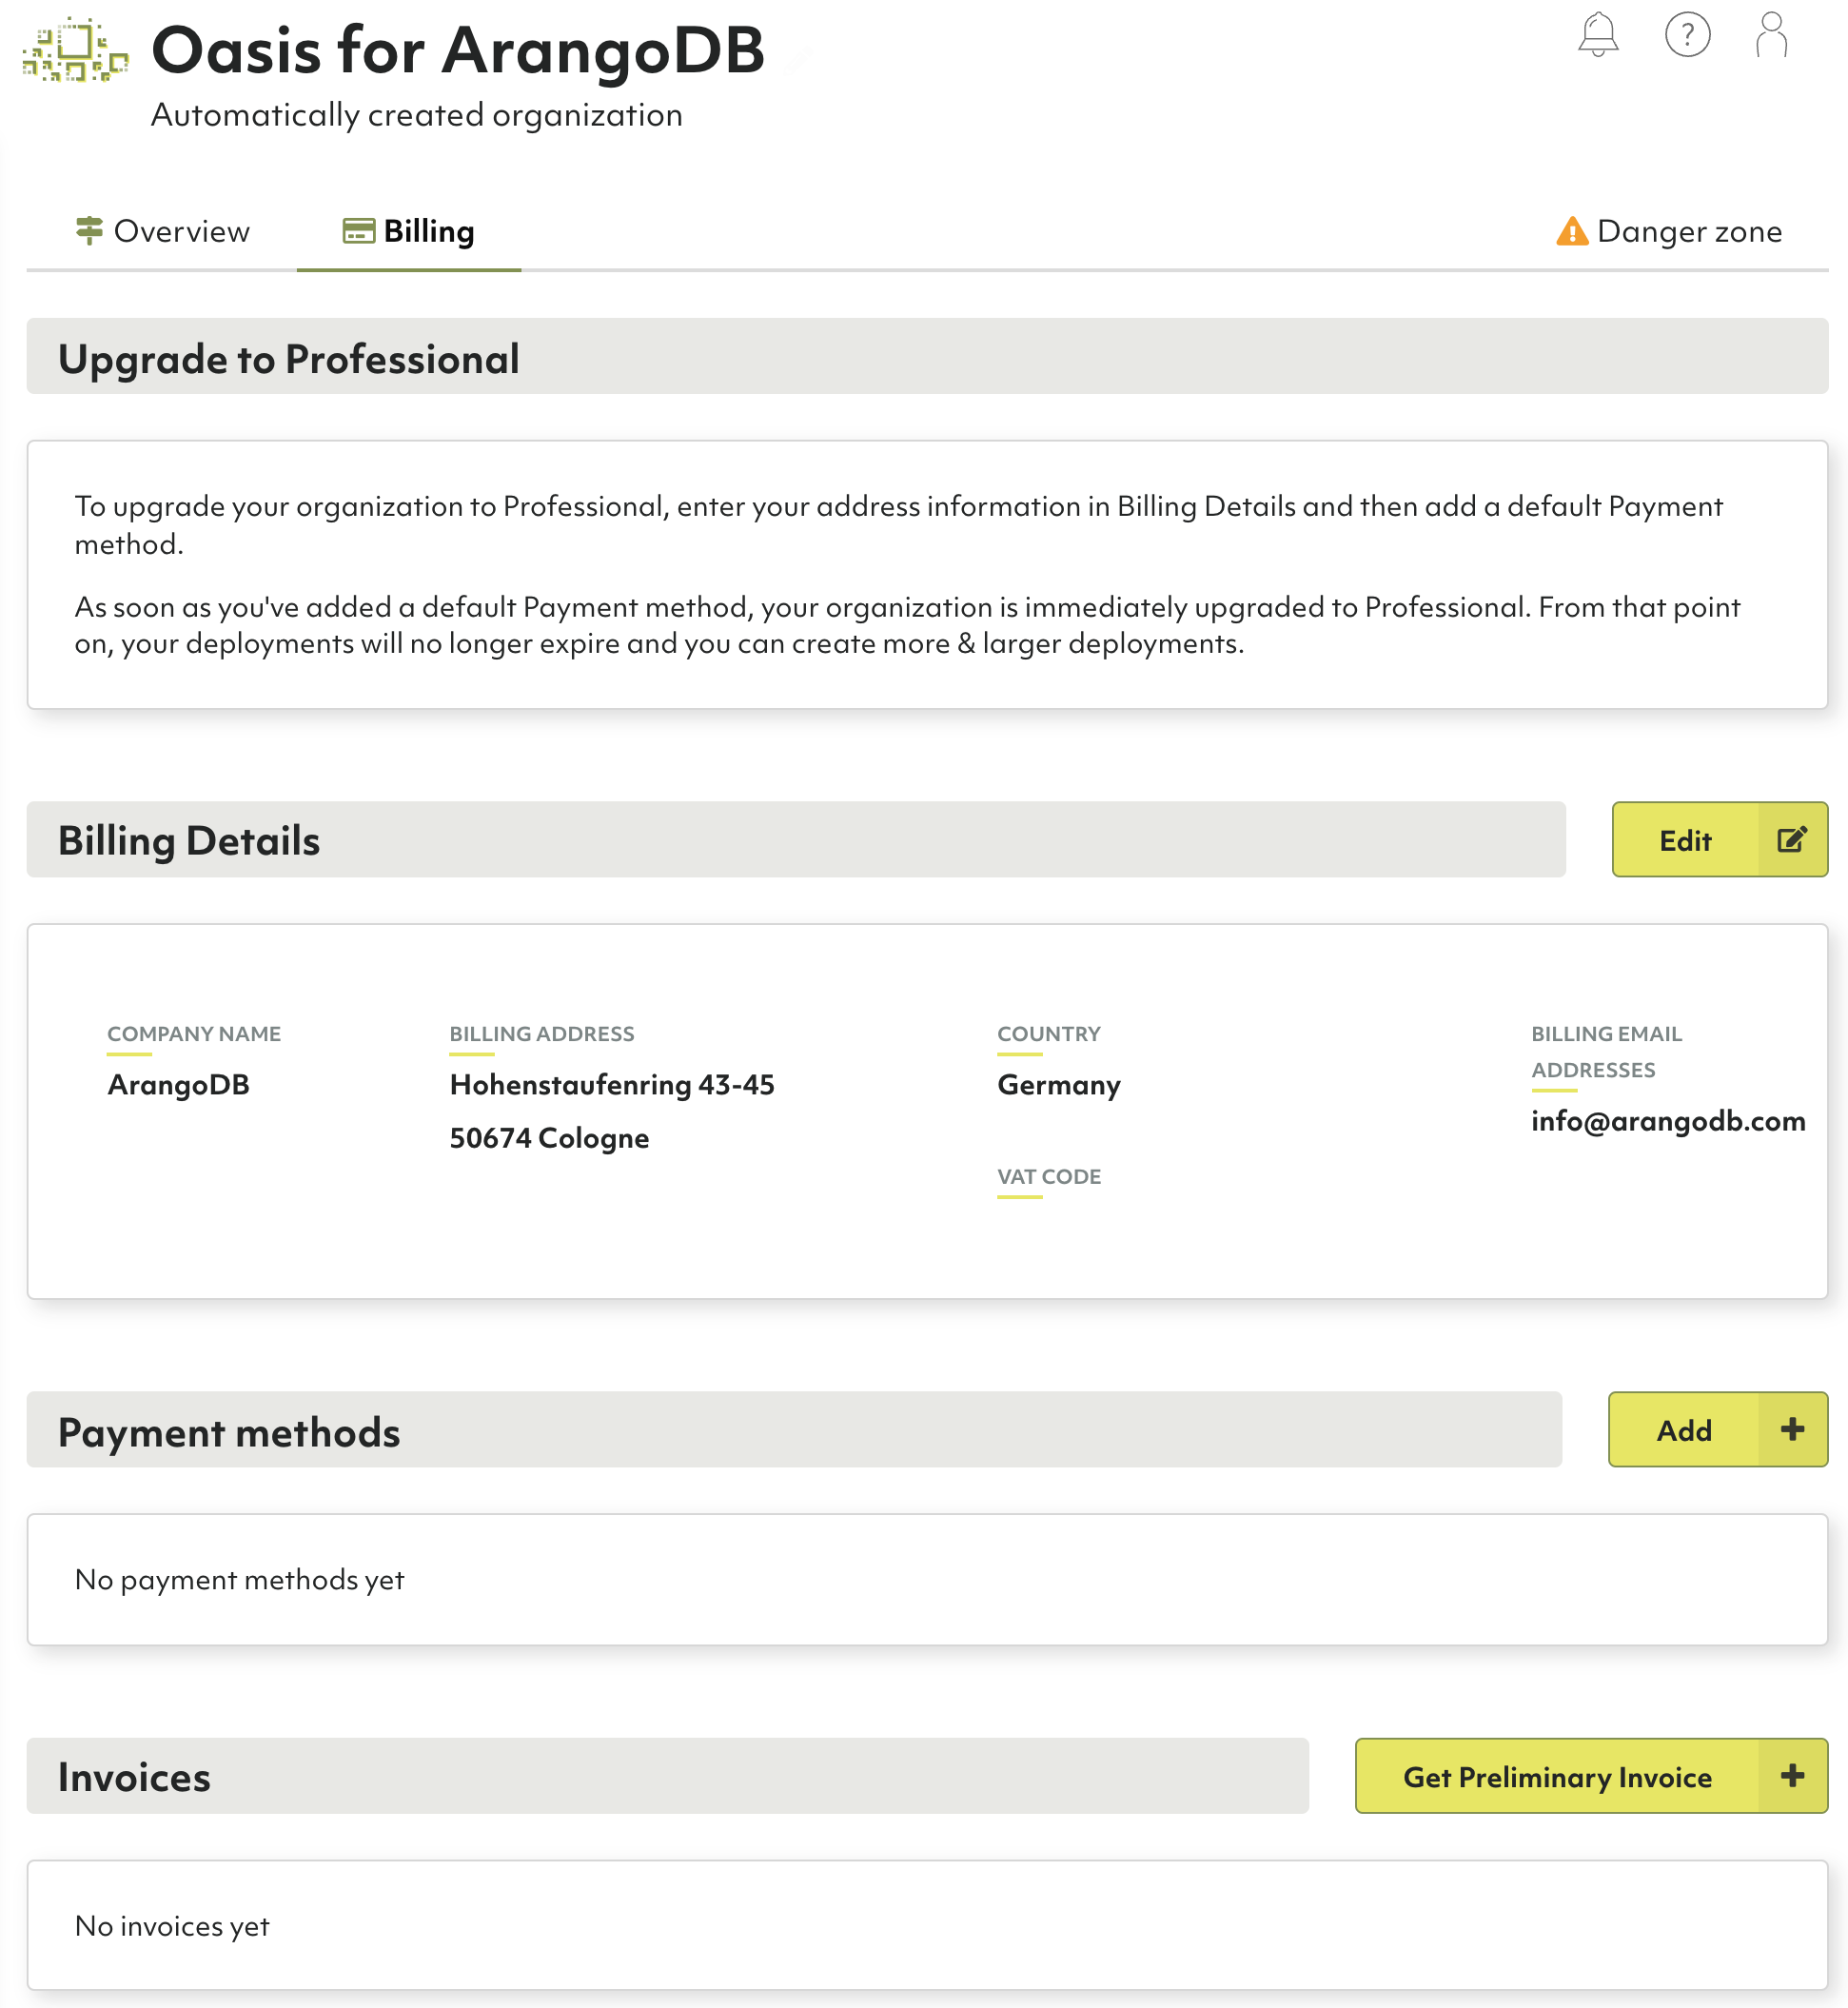 Oasis for ArangoDB
Automatically created organization
?
Overview
Billing
Danger zone
Upgrade to Professional
To upgrade your organization to Professional, enter your address information in Billing Details and then add a default Payment
method.
As soon as you've added a default Payment method, your organization is immediately upgraded to Professional. From that point
on, your deployments will no longer expire and you can create more & larger deployments.
Billing Details
Edit
COMPANY NAME
ArangoDB
BILLING ADDRESS
Hohenstaufenring 43-45
50674 Cologne
COUNTRY
Germany
VAT CODE
BILLING EMAIL
ADDRESSES
info@arangodb.com
Payment methods
Add
No payment methods yet
Invoices
Get Preliminary Invoice
No invoices yet